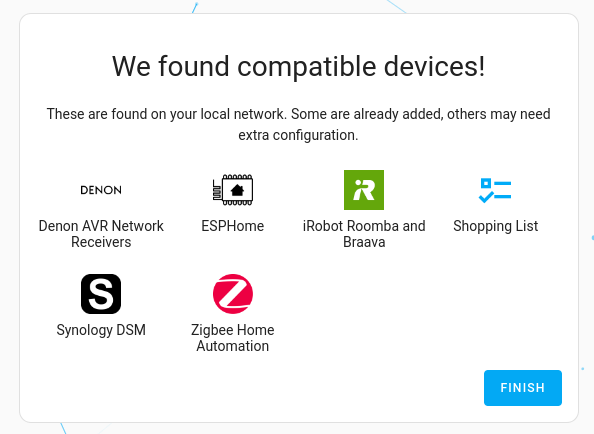 We found compatible devices!
These are found on your local network. Some are already added, others may need
extra configuration.
DENON
Denon AVR Network
Receivers
ESPHome
iRobot Roomba and
Braava
Shopping List
S
Synology DSM
Z
Zigbee Home
Automation
FINISH